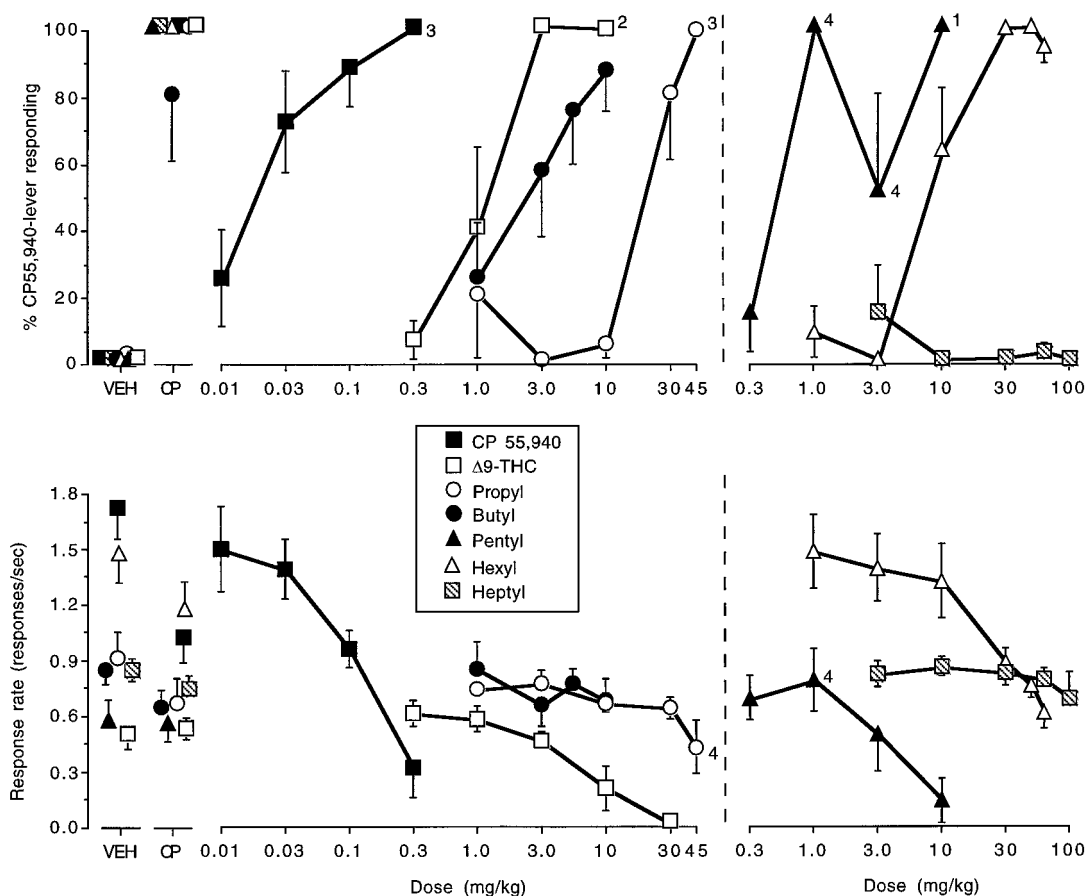 % CP55,940-lever responding
100
80
60
40
20
0
3
2
3
4
1
4
VEH CP 0.01 0.03 0.1 0.3 1.0 3.0 10 30 45
0.3 1.0 3.0 10 30 100
CP 55,940
Δ9-THC
Propyl
Butyl
Pentyl
Hexyl
Heptyl
Response rate (responses/sec)
1.8
1.5
1.2
0.9
0.6
0.3
0.0
4
4
VEH CP 0.01 0.03 0.1 0.3 1.0 3.0 10 30 45
0.3 1.0 3.0 10 30 100
Dose (mg/kg)
Dose (mg/kg)